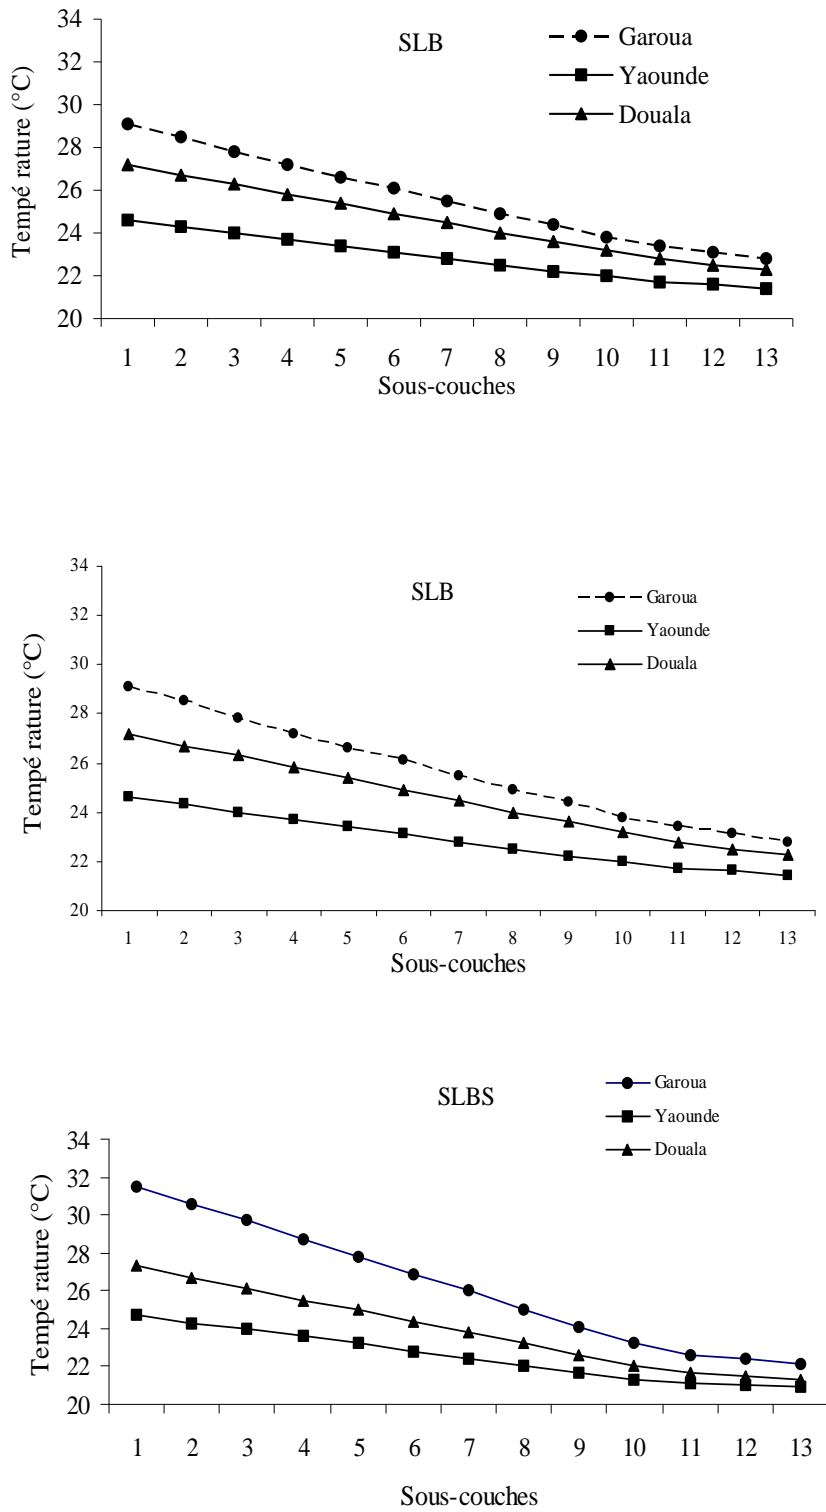 SLB
Garoua
Yaounde
Douala
Tempé rature (°C)
34
32
30
28
26
24
22
20
1 2 3 4 5 6 7 8 9 10 11 12 13
Sous-couches
SLB
Garoua
Yaounde
Douala
Tempé rature (°C)
34
32
30
28
26
24
22
20
1 2 3 4 5 6 7 8 9 10 11 12 13
Sous-couches
SLBS
Garoua
Yaounde
Douala
Tempé rature (°C)
34
32
30
28
26
24
22
20
1 2 3 4 5 6 7 8 9 10 11 12 13
Sous-couches